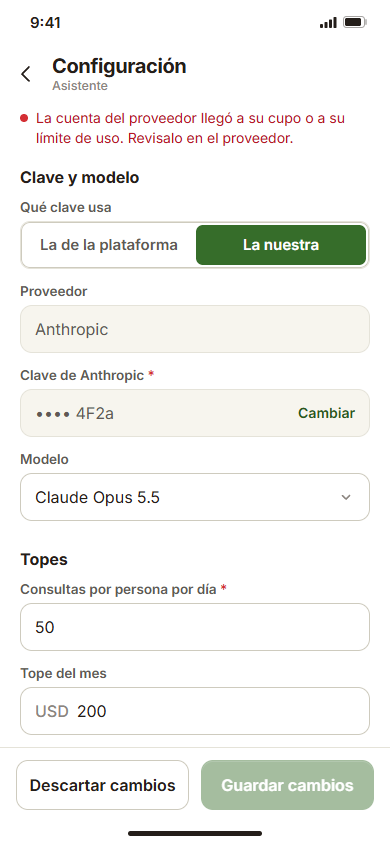 9:41
Configuración
Asistente
La cuenta del proveedor llegó a su cupo o a su
límite de uso. Revisalo en el proveedor.
Clave y modelo
Qué clave usa
La de la plataforma
La nuestra
Proveedor
Anthropic
Clave de Anthropic *
•••• 4F2a
Cambiar
Modelo
Claude Opus 5.5
Topes
Consultas por persona por día *
50
Tope del mes
USD 200
Descartar cambios
Guardar cambios